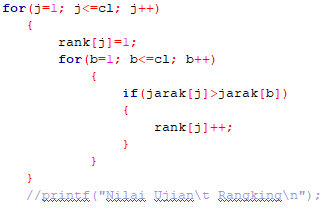 for(j=1; j<=cl; j++)
{
rank[j]=1;
for(b=1; b<=cl; b++)
{
if(jarak[j]>jarak[b])
{
rank[j]++;
}
}
}
//printf("Nilai Ujian\t Rangking\n");